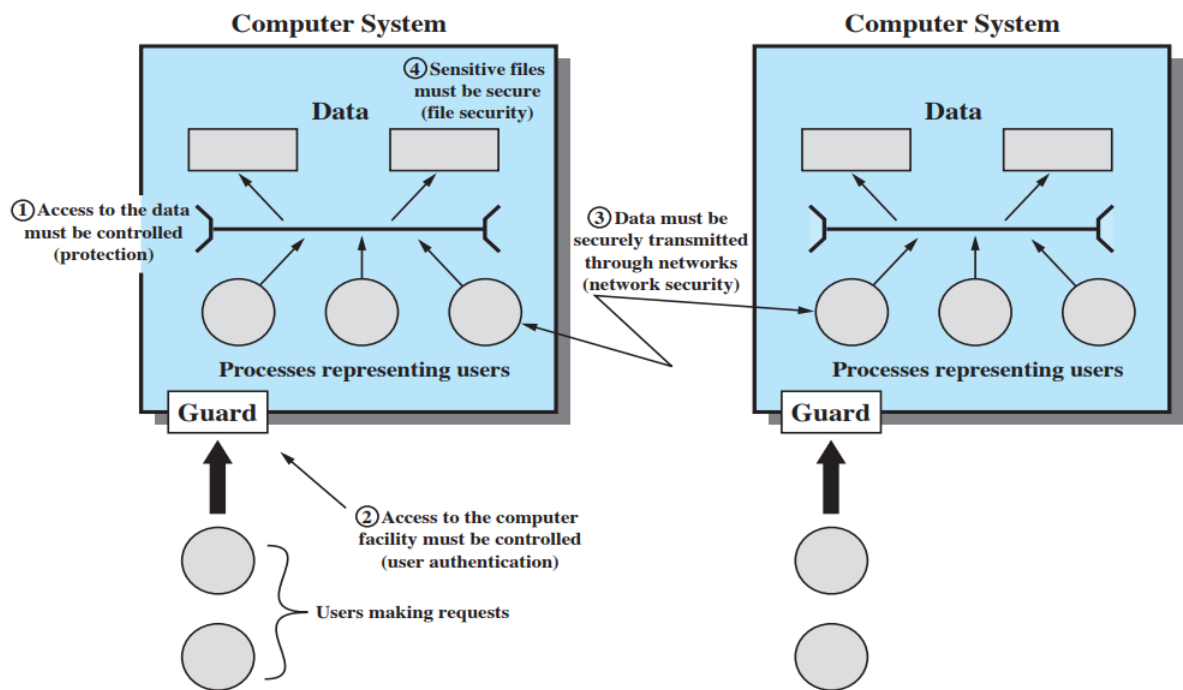 Computer System
④ Sensitive files
must be secure
(file security)
Data
① Access to the data
must be controlled
(protection)
Processes representing users
Guard
② Access to the computer
facility must be controlled
(user authentication)
Users making requests
③ Data must be
securely transmitted
through networks
(network security)
Computer System
Data
Processes representing users
Guard